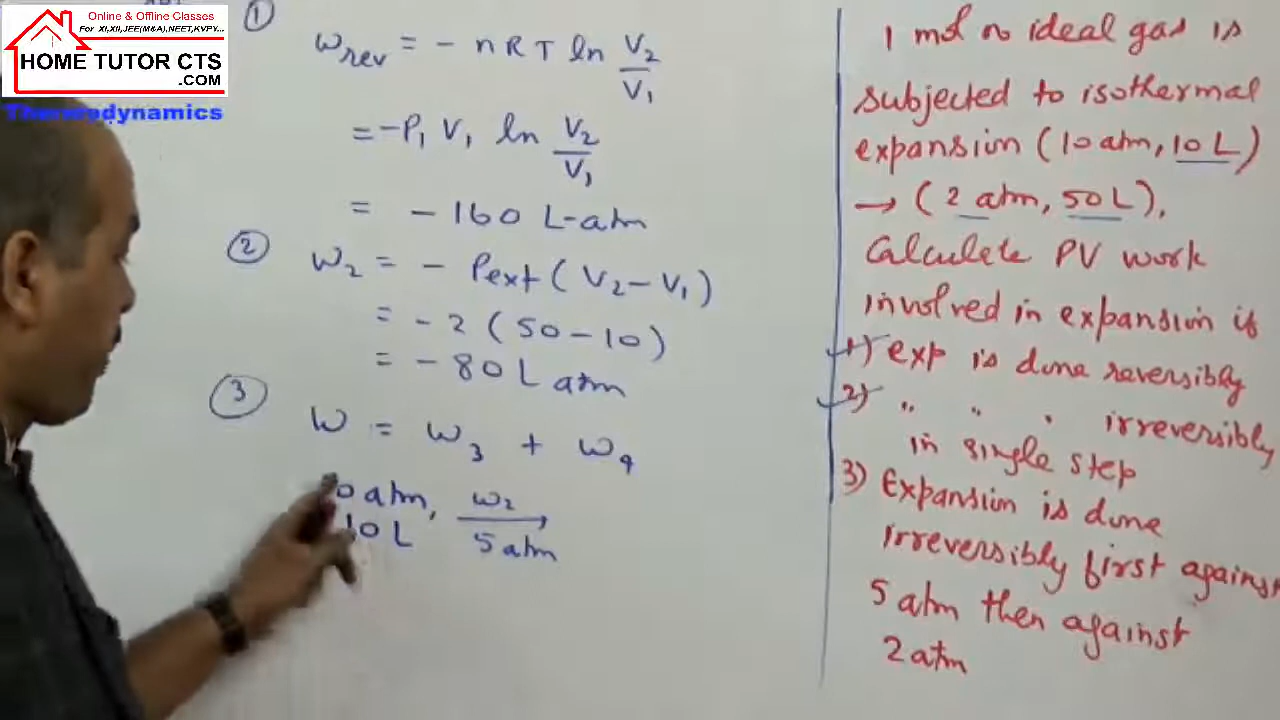 Online & Offline Classes
For XI,XII,JEE(M&A),NEET,KVPY...
HOME TUTOR CTS
.COM
Thermodynamics
①
W rev = - nRT ln V2/V1
= -P1 V1 ln V2/V1
= - 160 L-atm
②
W2 = - Pext (V2 - V1)
= - 2 (50 - 10)
= - 80 L atm
③
W = W3 + W4
0 atm, W2
10 L 5 atm
1 mol ideal gas is
subjected to isothermal
expansion (10 atm, 10 L)
→ (2 atm, 50 L),
Calculate PV work
involved in expansion if
1) exp is done reversibly
2) " " " irreversibly
in single step
3) Expansion is done
irreversibly first against
5 atm then against
2 atm